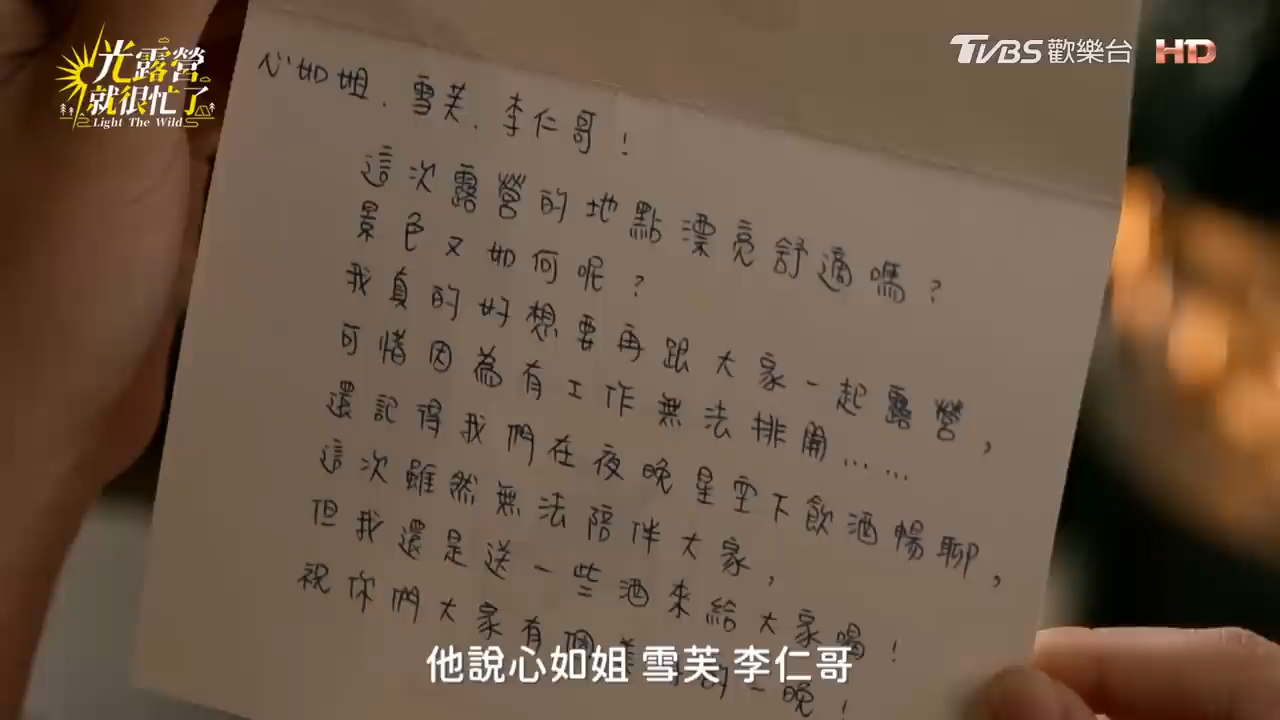 光露營
就很忙了
Light The Wild
TVBS歡樂台 HD
心如姐、雪芙、李仁哥！
這次露營的地點漂亮舒適嗎？
景色又如何呢？
我真的好想要再跟大家一起露營，
可惜因為有工作無法排開……
還記得我們在夜晚星空下飲酒暢聊，
這次雖然無法陪伴大家，
但我還是送一些酒來給大家喝！
祝你們大家有個的一晚！
他說心如姐 雪芙 李仁哥